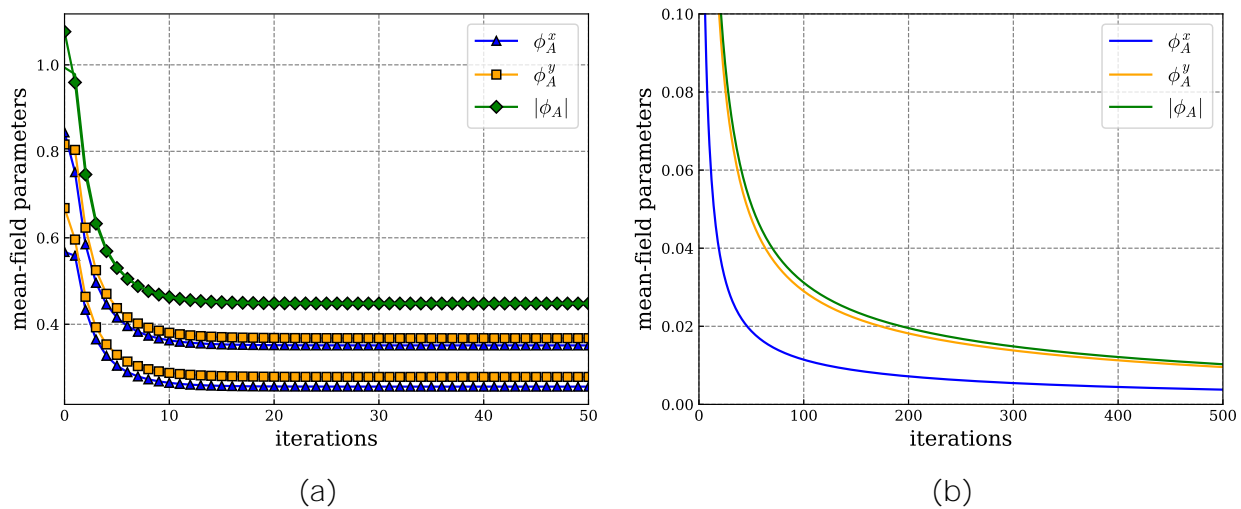 mean-field parameters
1.0
0.8
0.6
0.4
0
10
20
30
40
50
iterations
ϕ_A^x
ϕ_A^y
|ϕ_A|
(a)
mean-field parameters
0.10
0.08
0.06
0.04
0.02
0.00
0
100
200
300
400
500
iterations
ϕ_A^x
ϕ_A^y
|ϕ_A|
(b)